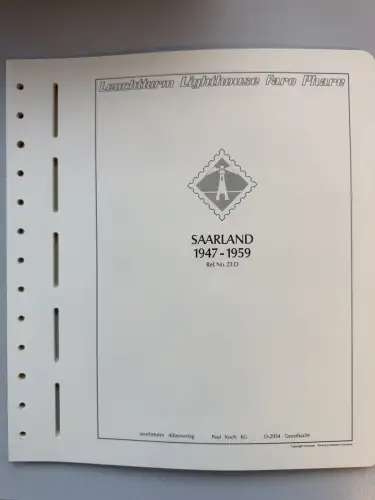 Leuchtturm Lighthouse Faro Phare
SAARLAND
1947 - 1959
Ref. No. 23 D
Leuchtturm Albenverlag Paul Koch KG D-2054 Geesthacht